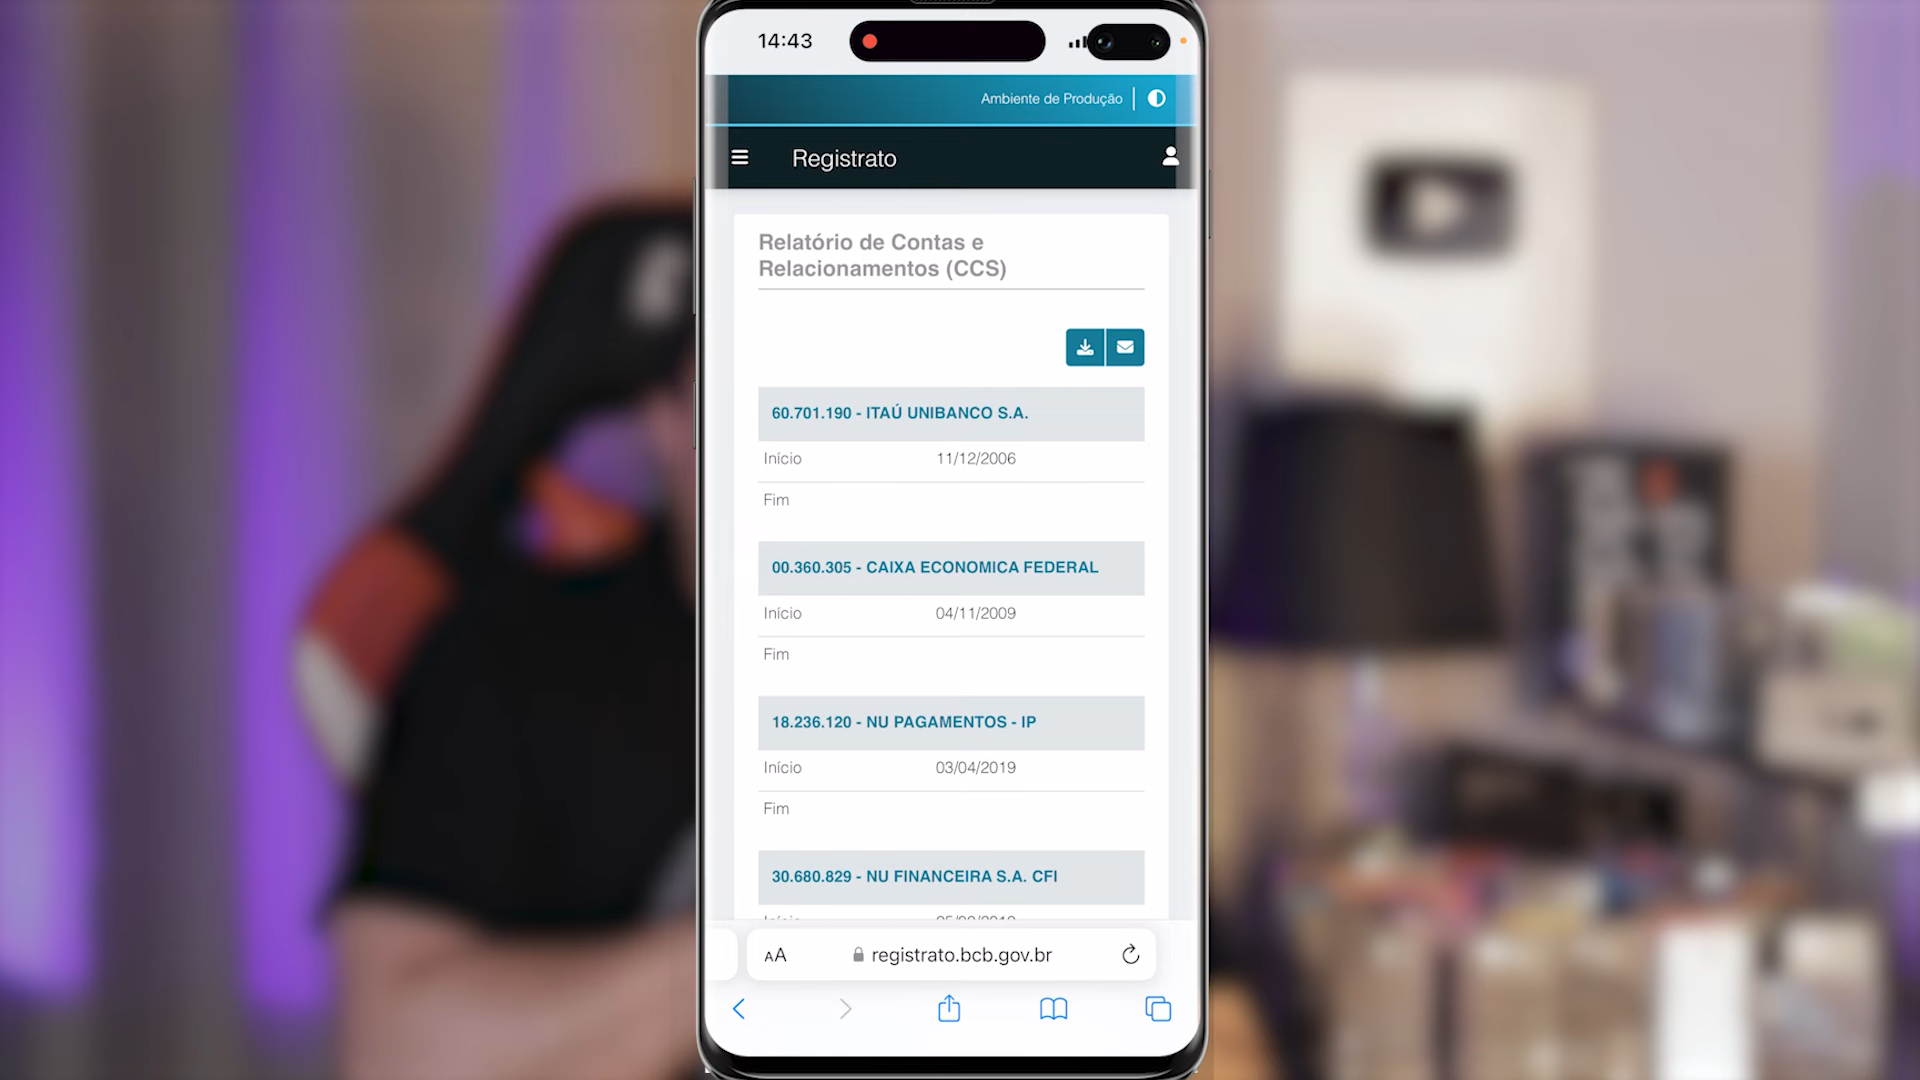 14:43
Ambiente de Produção
Registrato
Relatório de Contas e
Relacionamentos (CCS)
60.701.190 - ITAÚ UNIBANCO S.A.
Início 11/12/2006
Fim
00.360.305 - CAIXA ECONOMICA FEDERAL
Início 04/11/2009
Fim
18.236.120 - NU PAGAMENTOS - IP
Início 03/04/2019
Fim
30.680.829 - NU FINANCEIRA S.A. CFI
Início
AA registrato.bcb.gov.br